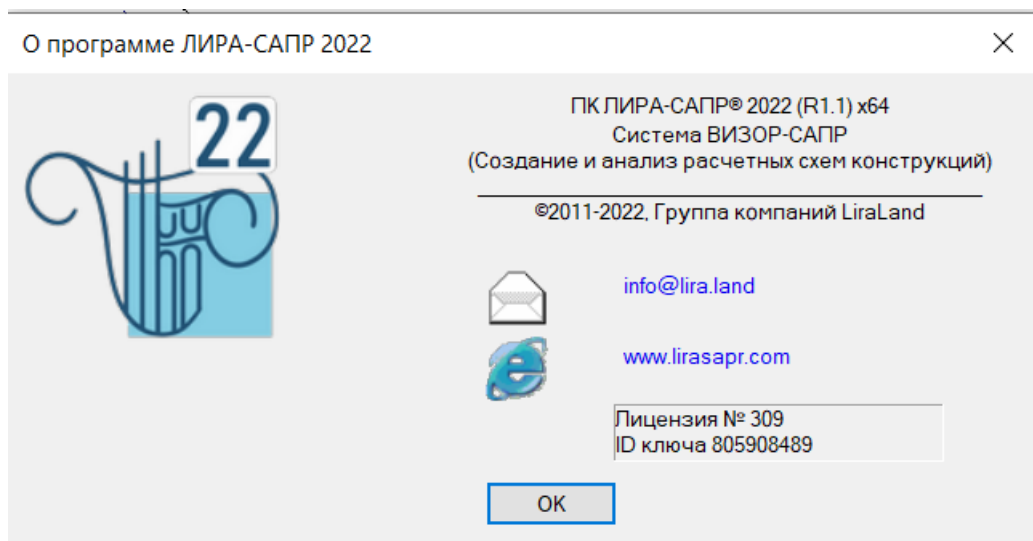 О программе ЛИРА-САПР 2022
22
ПК ЛИРА-САПР® 2022 (R1.1) x64
Система ВИЗОР-САПР
(Создание и анализ расчетных схем конструкций)
©2011-2022, Группа компаний LiraLand
info@lira.land
www.lirasapr.com
Лицензия № 309
ID ключа 805908489
OK